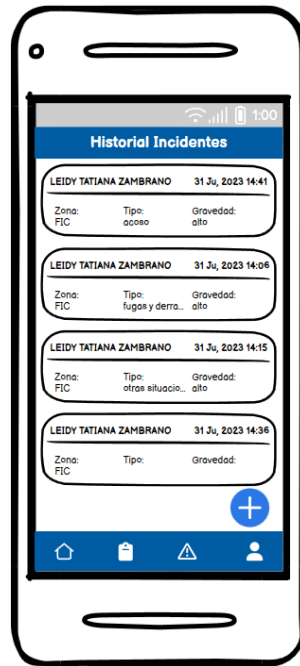 1:00
Historial Incidentes
LEIDY TATIANA ZAMBRANO 31 Ju, 2023 14:41
Zona: Tipo: Gravedad:
FIC acoso alto
LEIDY TATIANA ZAMBRANO 31 Ju, 2023 14:06
Zona: Tipo: Gravedad:
FIC fugas y derra... alto
LEIDY TATIANA ZAMBRANO 31 Ju, 2023 14:15
Zona: Tipo: Gravedad:
FIC otras situacio... alto
LEIDY TATIANA ZAMBRANO 31 Ju, 2023 14:36
Zona: Tipo: Gravedad:
FIC